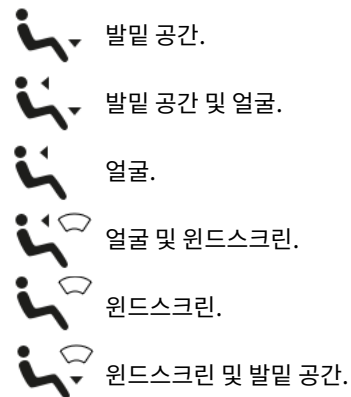 발밑 공간.
발밑 공간 및 얼굴.
얼굴.
얼굴 및 윈드스크린.
윈드스크린.
윈드스크린 및 발밑 공간.